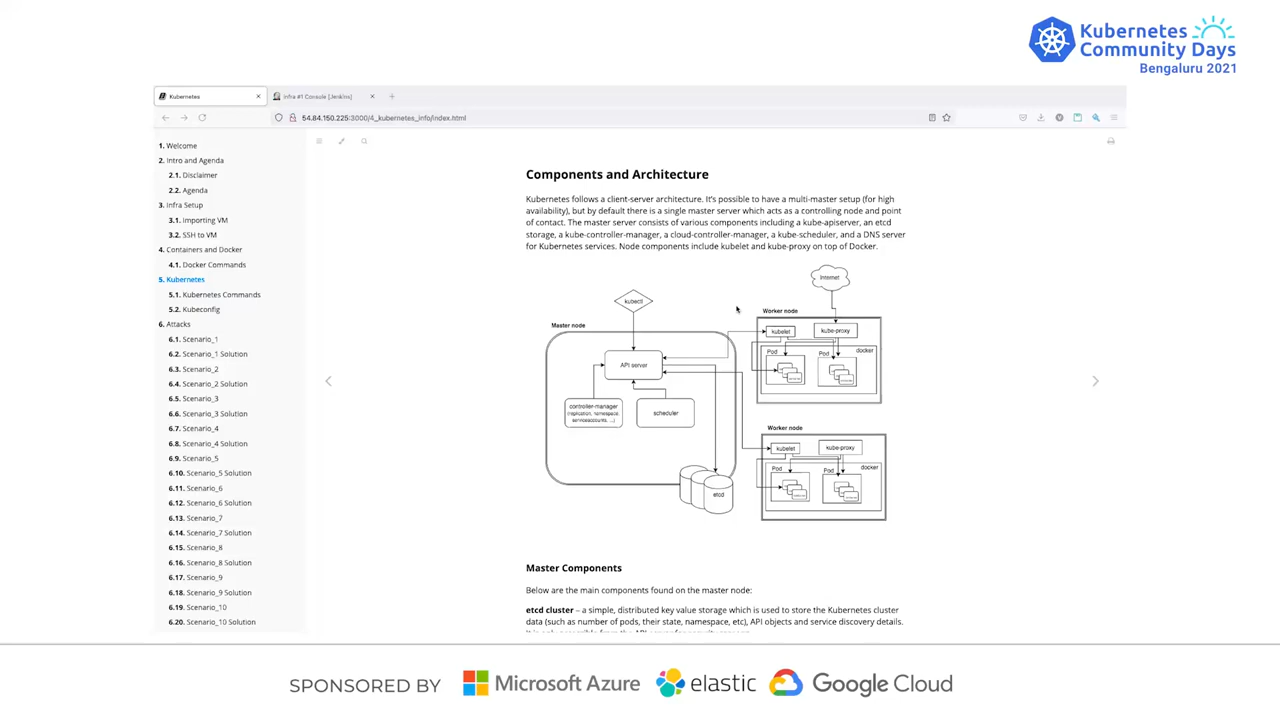 Kubernetes
Community Days
Bengaluru 2021
Kubernetes
Infra #1 Console [Jenkins]
54.84.150.225:3000/4_kubernetes_info/index.html
1. Welcome
2. Intro and Agenda
2.1. Disclaimer
2.2. Agenda
3. Infra Setup
3.1. Importing VM
3.2. SSH to VM
4. Containers and Docker
4.1. Docker Commands
5. Kubernetes
5.1. Kubernetes Commands
5.2. Kubeconfig
6. Attacks
6.1. Scenario_1
6.2. Scenario_1 Solution
6.3. Scenario_2
6.4. Scenario_2 Solution
6.5. Scenario_3
6.6. Scenario_3 Solution
6.7. Scenario_4
6.8. Scenario_4 Solution
6.9. Scenario_5
6.10. Scenario_5 Solution
6.11. Scenario_6
6.12. Scenario_6 Solution
6.13. Scenario_7
6.14. Scenario_7 Solution
6.15. Scenario_8
6.16. Scenario_8 Solution
6.17. Scenario_9
6.18. Scenario_9 Solution
6.19. Scenario_10
6.20. Scenario_10 Solution
Components and Architecture
Kubernetes follows a client-server architecture. It's possible to have a multi-master setup (for high
availability), but by default there is a single master server which acts as a controlling node and point
of contact. The master server consists of various components including a kube-apiserver, an etcd
storage, a kube-controller-manager, a cloud-controller-manager, a kube-scheduler, and a DNS server
for Kubernetes services. Node components include kubelet and kube-proxy on top of Docker.
Internet
kubectl
Master node
API server
controller-manager
(replication, namespace,
serviceaccounts, ...)
scheduler
etcd
Worker node
kubelet
kube-proxy
docker
Pod
Pod
Worker node
kubelet
kube-proxy
docker
Pod
Pod
Master Components
Below are the main components found on the master node:
etcd cluster – a simple, distributed key value storage which is used to store the Kubernetes cluster
data (such as number of pods, their state, namespace, etc), API objects and service discovery details.
SPONSORED BY
Microsoft Azure
elastic
Google Cloud